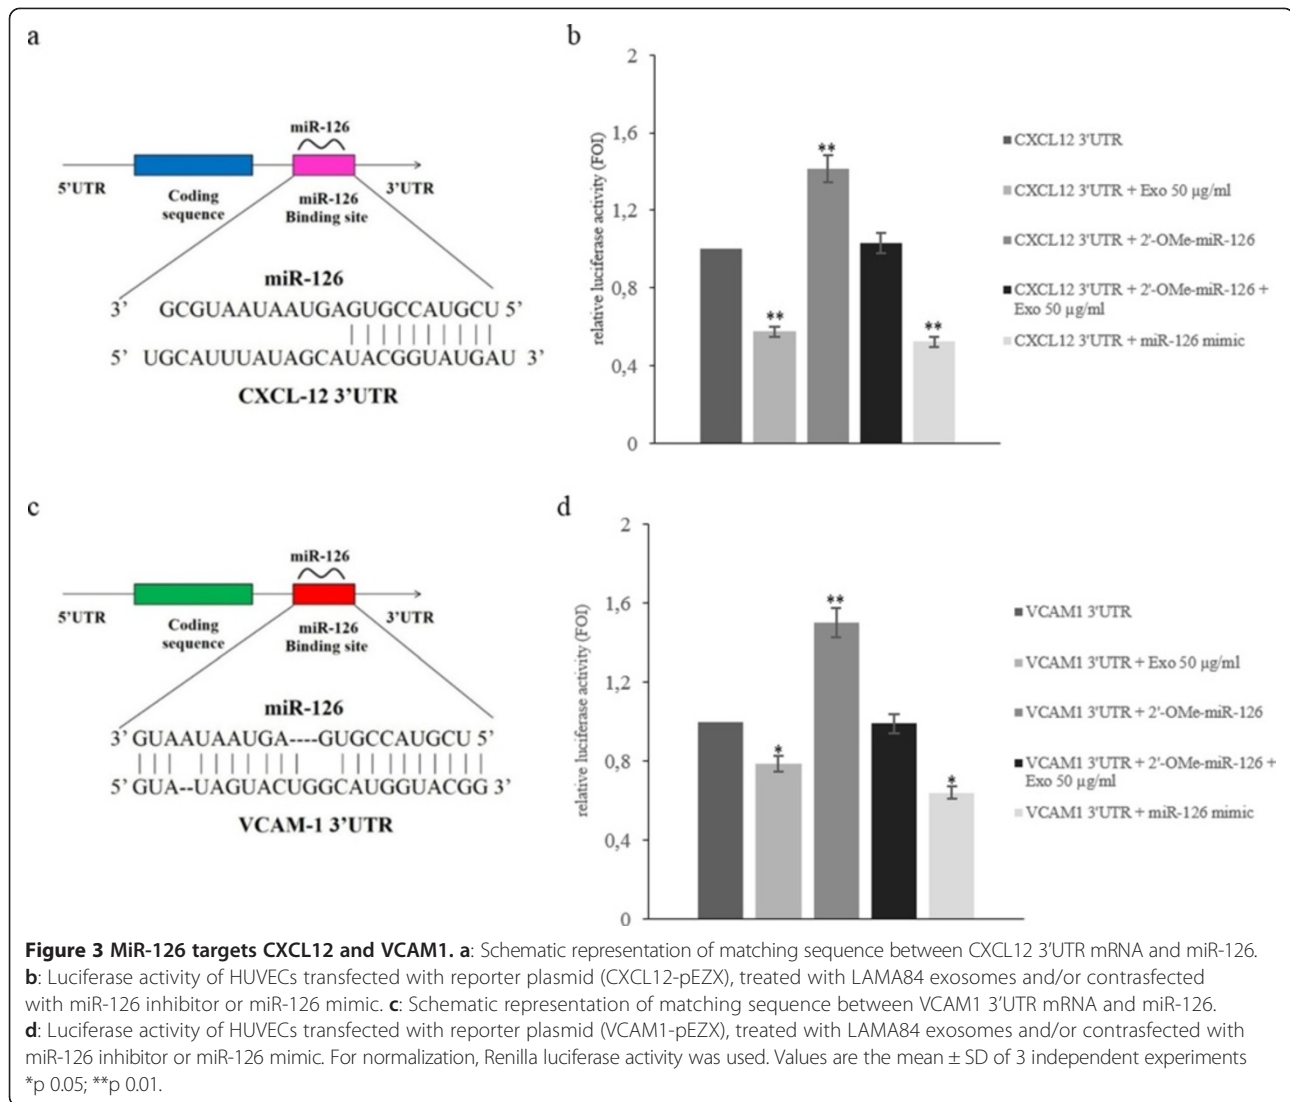 a
miR-126
5'UTR
3'UTR
Coding
sequence
miR-126
Binding site
miR-126
3' GCGUAAUAAUGAGUGCCAUGCU 5'
5' UGCAUUUAUAGCAUACGGUAUGAU 3'
CXCL-12 3'UTR
b
relative luciferase activity (FOI)
2
1,6
1,2
0,8
0,4
0
**
**
**
CXCL12 3'UTR
CXCL12 3'UTR + Exo 50 µg/ml
CXCL12 3'UTR + 2'-OMe-miR-126
CXCL12 3'UTR + 2'-OMe-miR-126 +
Exo 50 µg/ml
CXCL12 3'UTR + miR-126 mimic
c
miR-126
5'UTR
3'UTR
Coding
sequence
miR-126
Binding site
miR-126
3' GUAAUAAUGA----GUGCCAUGCU 5'
5' GUA--UAGUACUGGCAUGGUACGG 3'
VCAM-1 3'UTR
d
relative luciferase activity (FOI)
2
1,6
1,2
0,8
0,4
0
*
**
*
VCAM1 3'UTR
VCAM1 3'UTR + Exo 50 µg/ml
VCAM1 3'UTR + 2'-OMe-miR-126
VCAM1 3'UTR + 2'-OMe-miR-126 +
Exo 50 µg/ml
VCAM1 3'UTR + miR-126 mimic
Figure 3 MiR-126 targets CXCL12 and VCAM1. a: Schematic representation of matching sequence between CXCL12 3'UTR mRNA and miR-126.
b: Luciferase activity of HUVECs transfected with reporter plasmid (CXCL12-pEZX), treated with LAMA84 exosomes and/or contrasfected
with miR-126 inhibitor or miR-126 mimic. c: Schematic representation of matching sequence between VCAM1 3'UTR mRNA and miR-126.
d: Luciferase activity of HUVECs transfected with reporter plasmid (VCAM1-pEZX), treated with LAMA84 exosomes and/or contrasfected with
miR-126 inhibitor or miR-126 mimic. For normalization, Renilla luciferase activity was used. Values are the mean ± SD of 3 independent experiments
*p 0.05; **p 0.01.